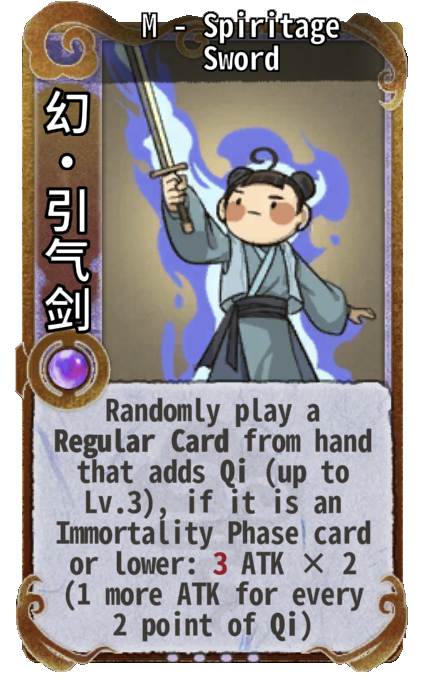 M - Spiritage
Sword
幻・引气剑
Randomly play a
Regular Card from hand
that adds Qi (up to
Lv.3), if it is an
Immortality Phase card
or lower: 3 ATK × 2
(1 more ATK for every
2 point of Qi)